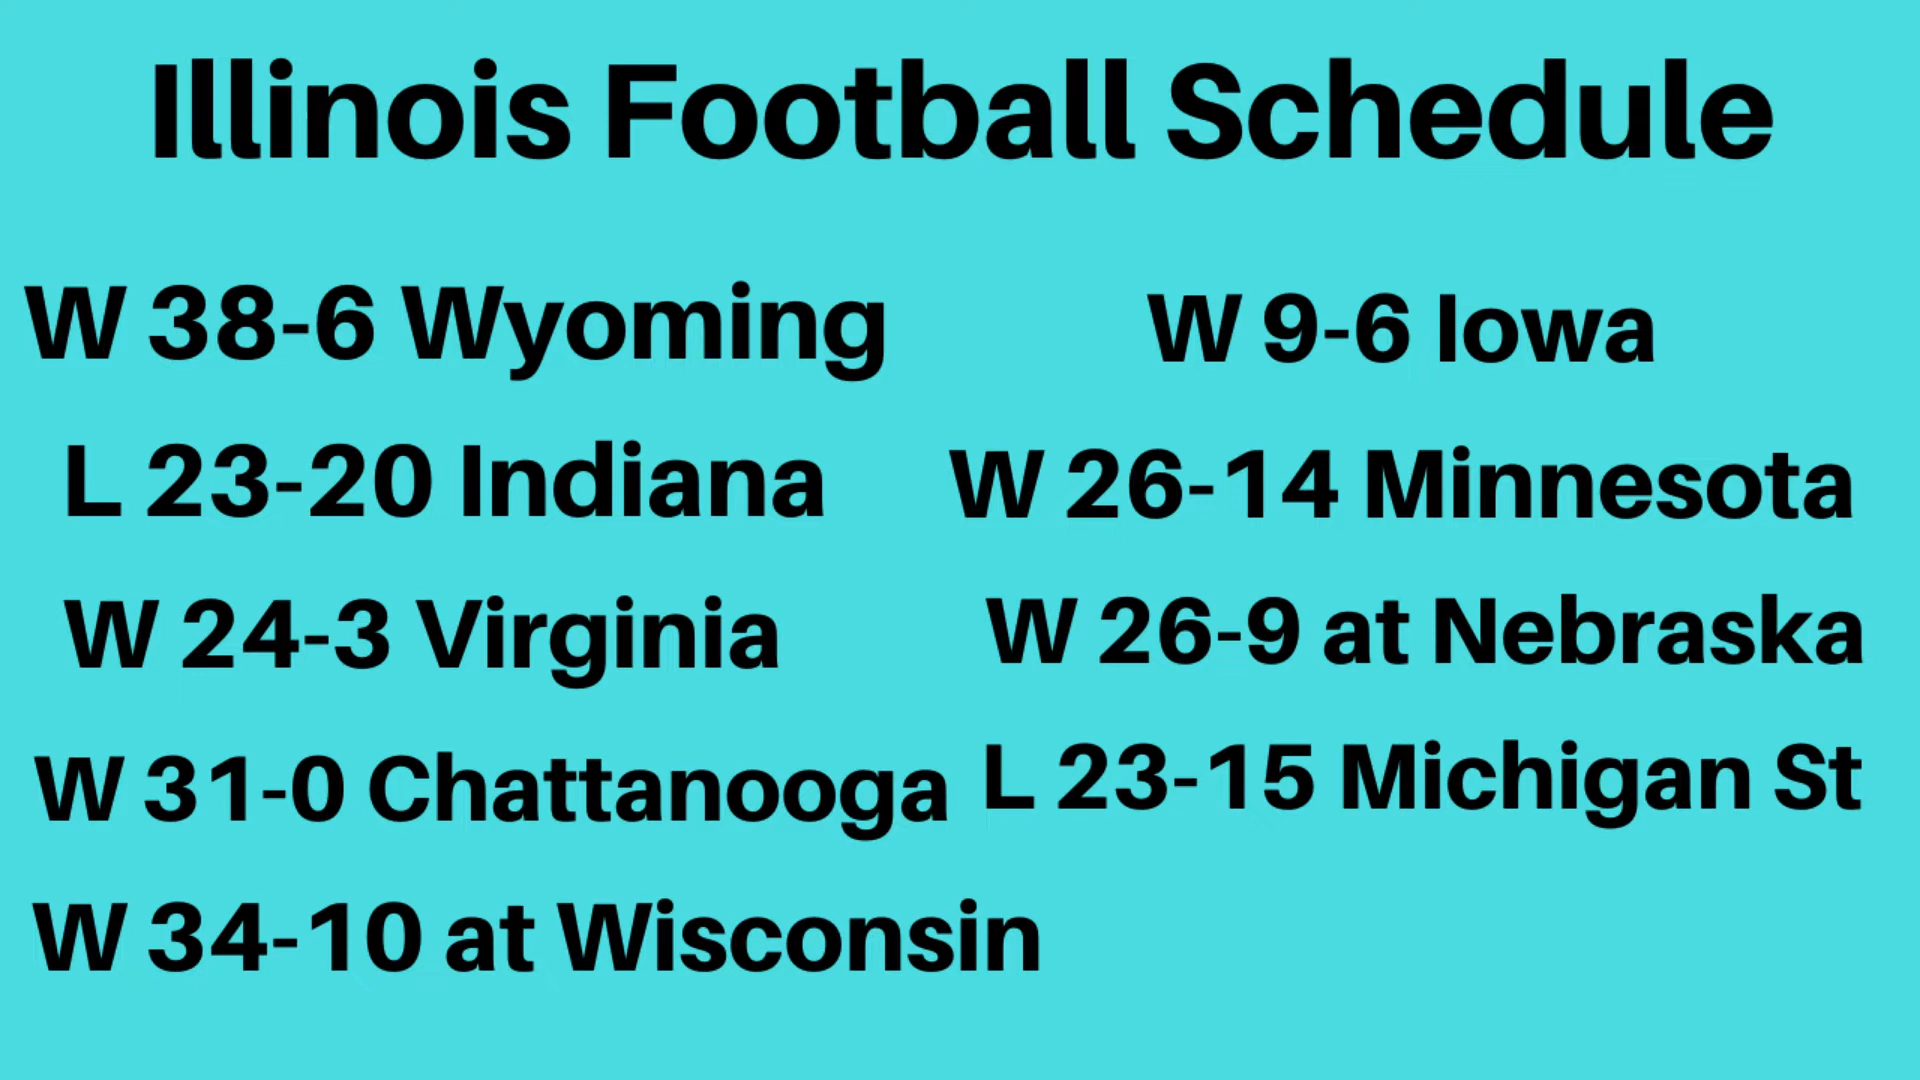 Illinois Football Schedule
W 38-6 Wyoming
L 23-20 Indiana
W 24-3 Virginia
W 31-0 Chattanooga
W 34-10 at Wisconsin
W 9-6 Iowa
W 26-14 Minnesota
W 26-9 at Nebraska
L 23-15 Michigan St